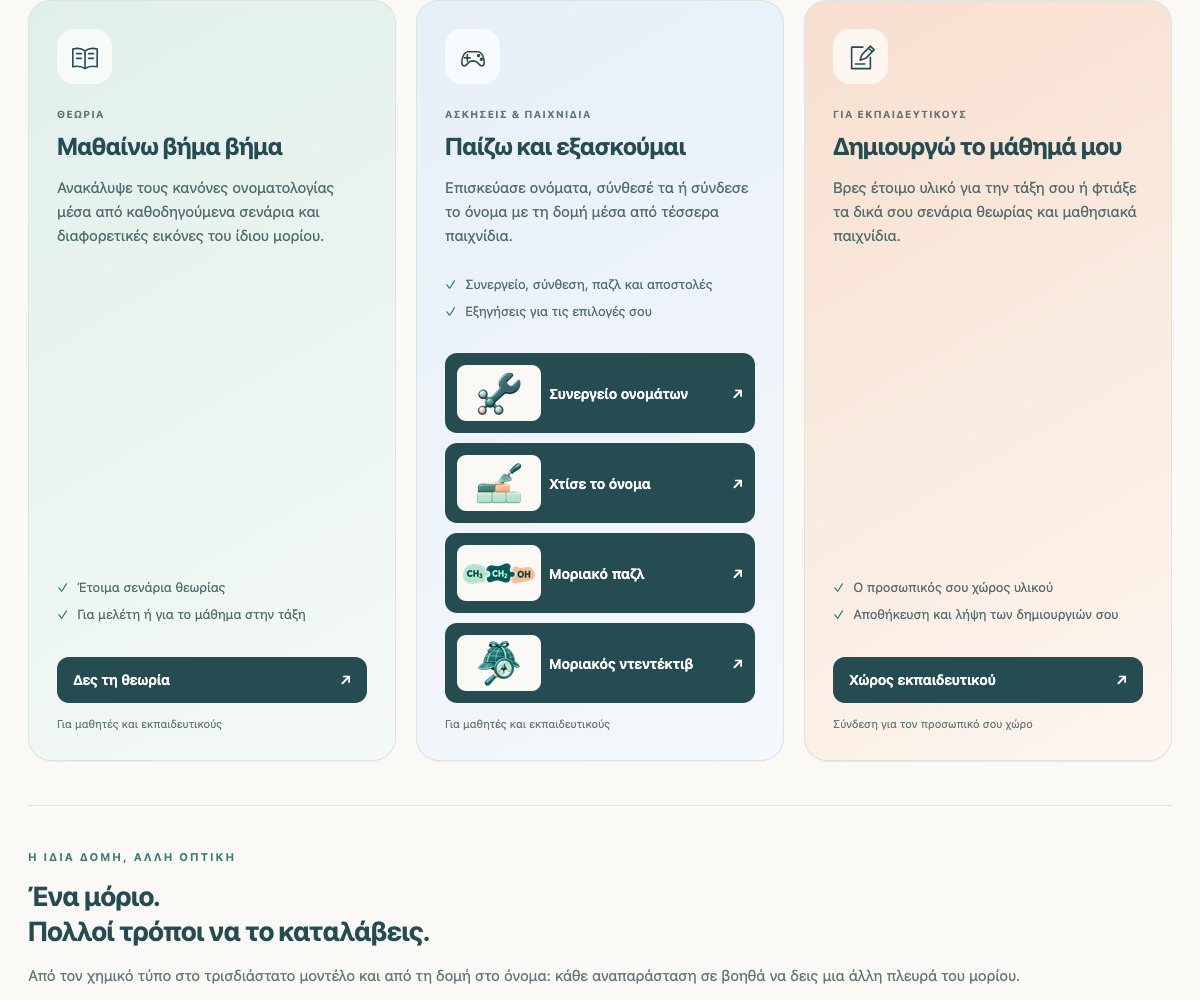 ΘΕΩΡΙΑ
Μαθαίνω βήμα βήμα
Ανακάλυψε τους κανόνες ονοματολογίας
μέσα από καθοδηγούμενα σενάρια και
διαφορετικές εικόνες του ίδιου μορίου.
Έτοιμα σενάρια θεωρίας
Για μελέτη ή για το μάθημα στην τάξη
Δες τη θεωρία
Για μαθητές και εκπαιδευτικούς
ΑΣΚΗΣΕΙΣ & ΠΑΙΧΝΙΔΙΑ
Παίζω και εξασκούμαι
Επισκεύασε ονόματα, σύνθεσέ τα ή σύνδεσε
το όνομα με τη δομή μέσα από τέσσερα
παιχνίδια.
Συνεργείο, σύνθεση, παζλ και αποστολές
Εξηγήσεις για τις επιλογές σου
Συνεργείο ονομάτων
Χτίσε το όνομα
CH₃ CH₂ OH
Μοριακό παζλ
Μοριακός ντεντέκτιβ
Για μαθητές και εκπαιδευτικούς
ΓΙΑ ΕΚΠΑΙΔΕΥΤΙΚΟΥΣ
Δημιουργώ το μάθημά μου
Βρες έτοιμο υλικό για την τάξη σου ή φτιάξε
τα δικά σου σενάρια θεωρίας και μαθησιακά
παιχνίδια.
Ο προσωπικός σου χώρος υλικού
Αποθήκευση και λήψη των δημιουργιών σου
Χώρος εκπαιδευτικού
Σύνδεση για τον προσωπικό σου χώρο
Η ΙΔΙΑ ΔΟΜΗ, ΑΛΛΗ ΟΠΤΙΚΗ
Ένα μόριο.
Πολλοί τρόποι να το καταλάβεις.
Από τον χημικό τύπο στο τρισδιάστατο μοντέλο και από τη δομή στο όνομα: κάθε αναπαράσταση σε βοηθά να δεις μια άλλη πλευρά του μορίου.